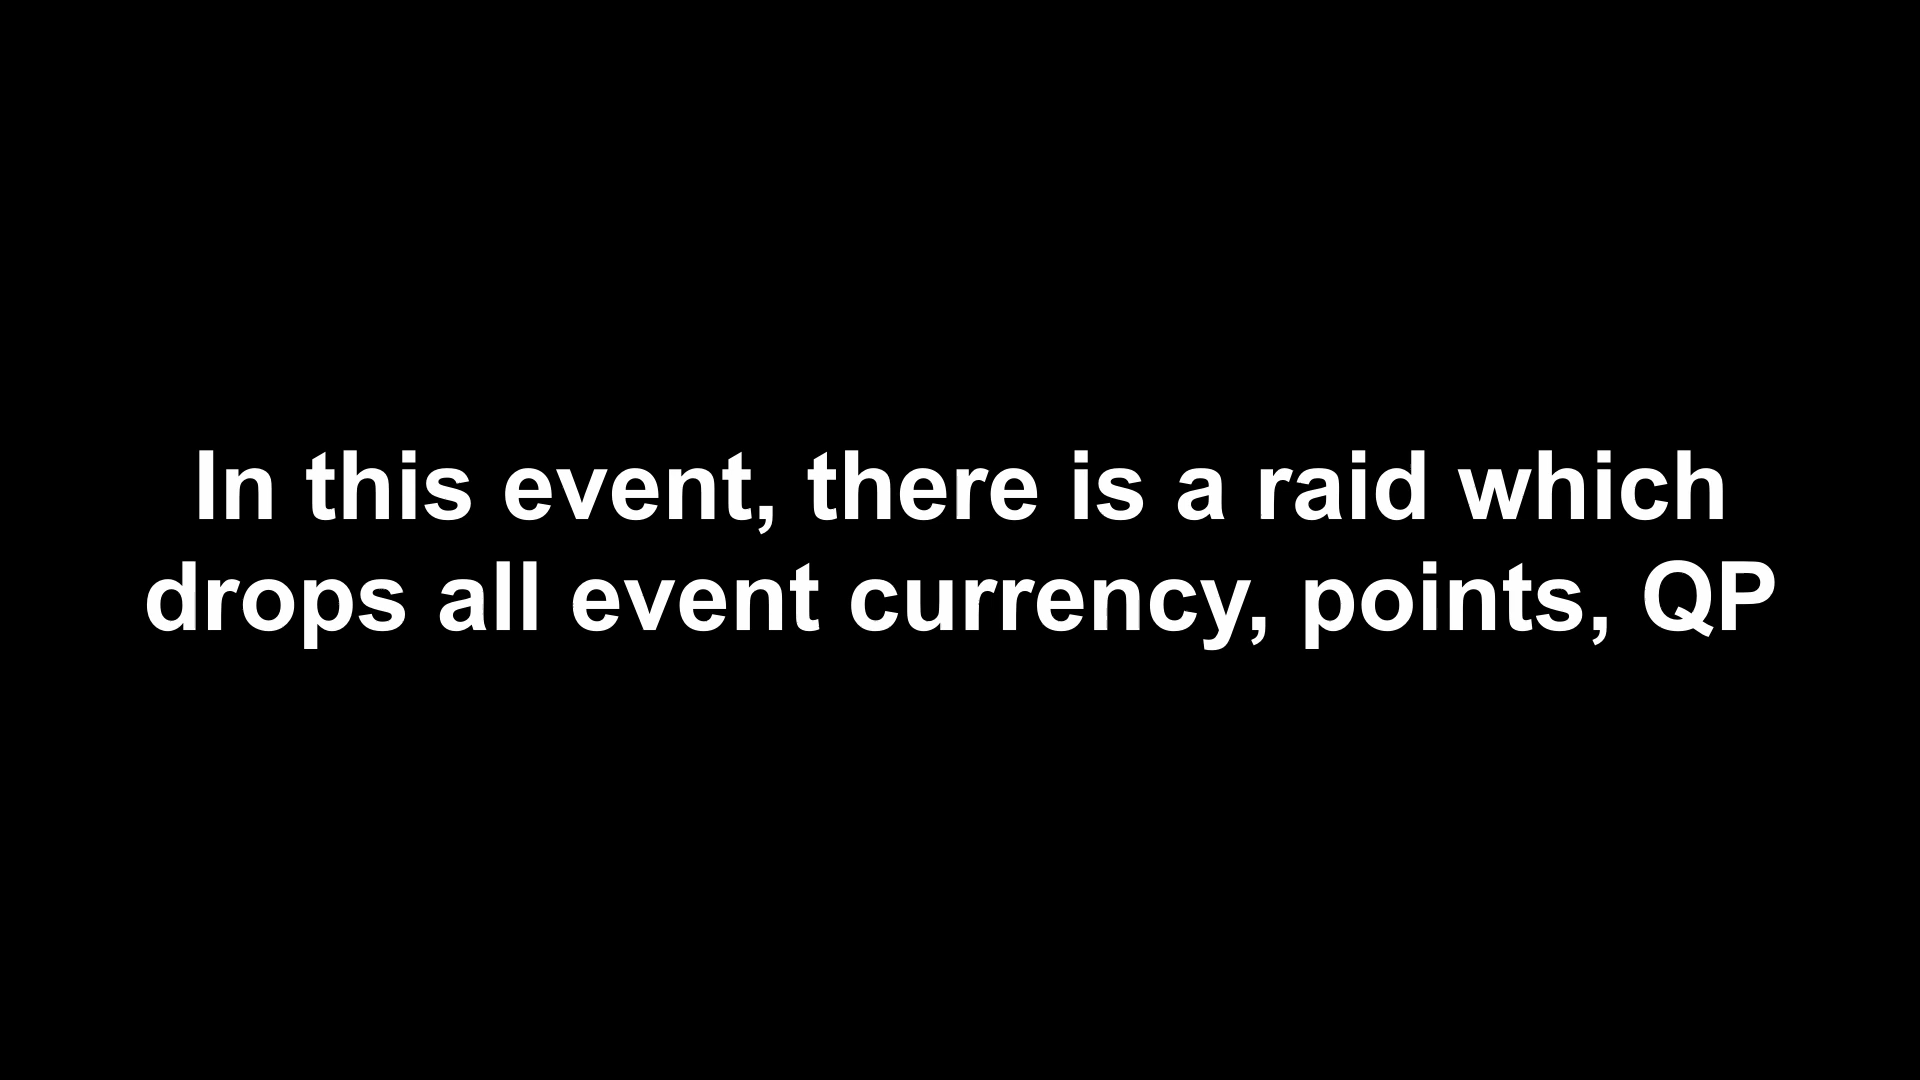 In this event, there is a raid which
drops all event currency, points, QP